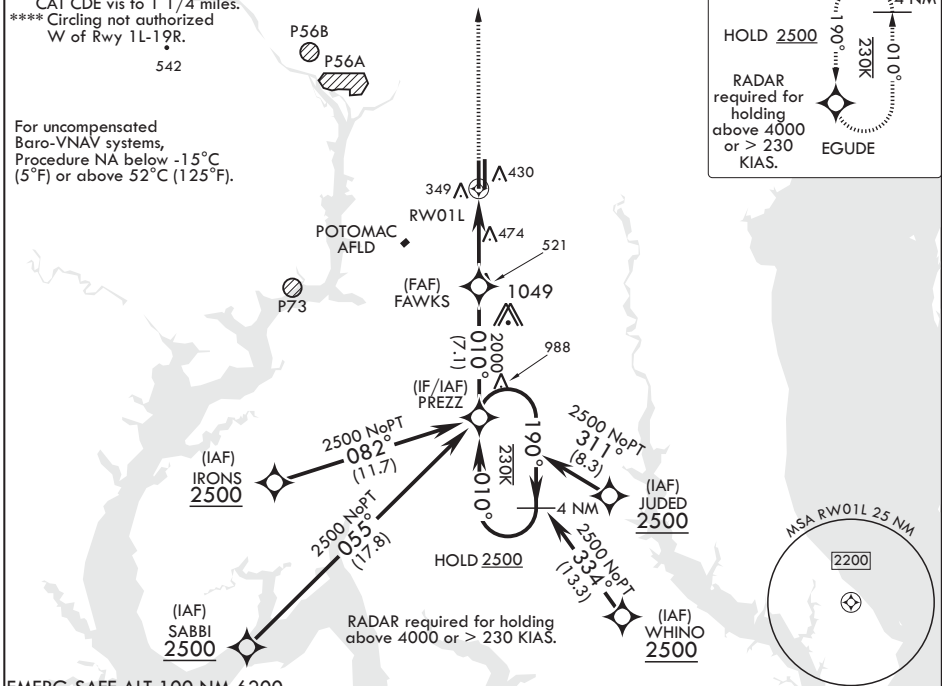 CAT CDE vis to 1 1/4 miles.
**** Circling not authorized
W of Rwy 1L-19R.
542
P56B
P56A
4 NM
HOLD 2500
190°
230K
010°
RADAR
required for
holding
above 4000
or > 230
KIAS.
EGUDE
For uncompensated
Baro-VNAV systems,
Procedure NA below -15°C
(5°F) or above 52°C (125°F).
349
430
RW01L
POTOMAC
AFLD
474
521
(FAF)
FAWKS
1049
P73
010°
(7.1)
2000
988
(IF/IAF)
PREZZ
2500 NoPT
082°
(11.7)
(IAF)
IRONS
2500
190°
230K
010°
2500 NoPT
311°
(8.3)
(IAF)
JUDED
2500
4 NM
2500 NoPT
055°
(17.8)
HOLD 2500
2500 NoPT
334°
(13.3)
MSA RW01L 25 NM
2200
(IAF)
SABBI
2500
RADAR required for holding
above 4000 or > 230 KIAS.
(IAF)
WHINO
2500
EMERG SAFE ALT 100 NM 6200